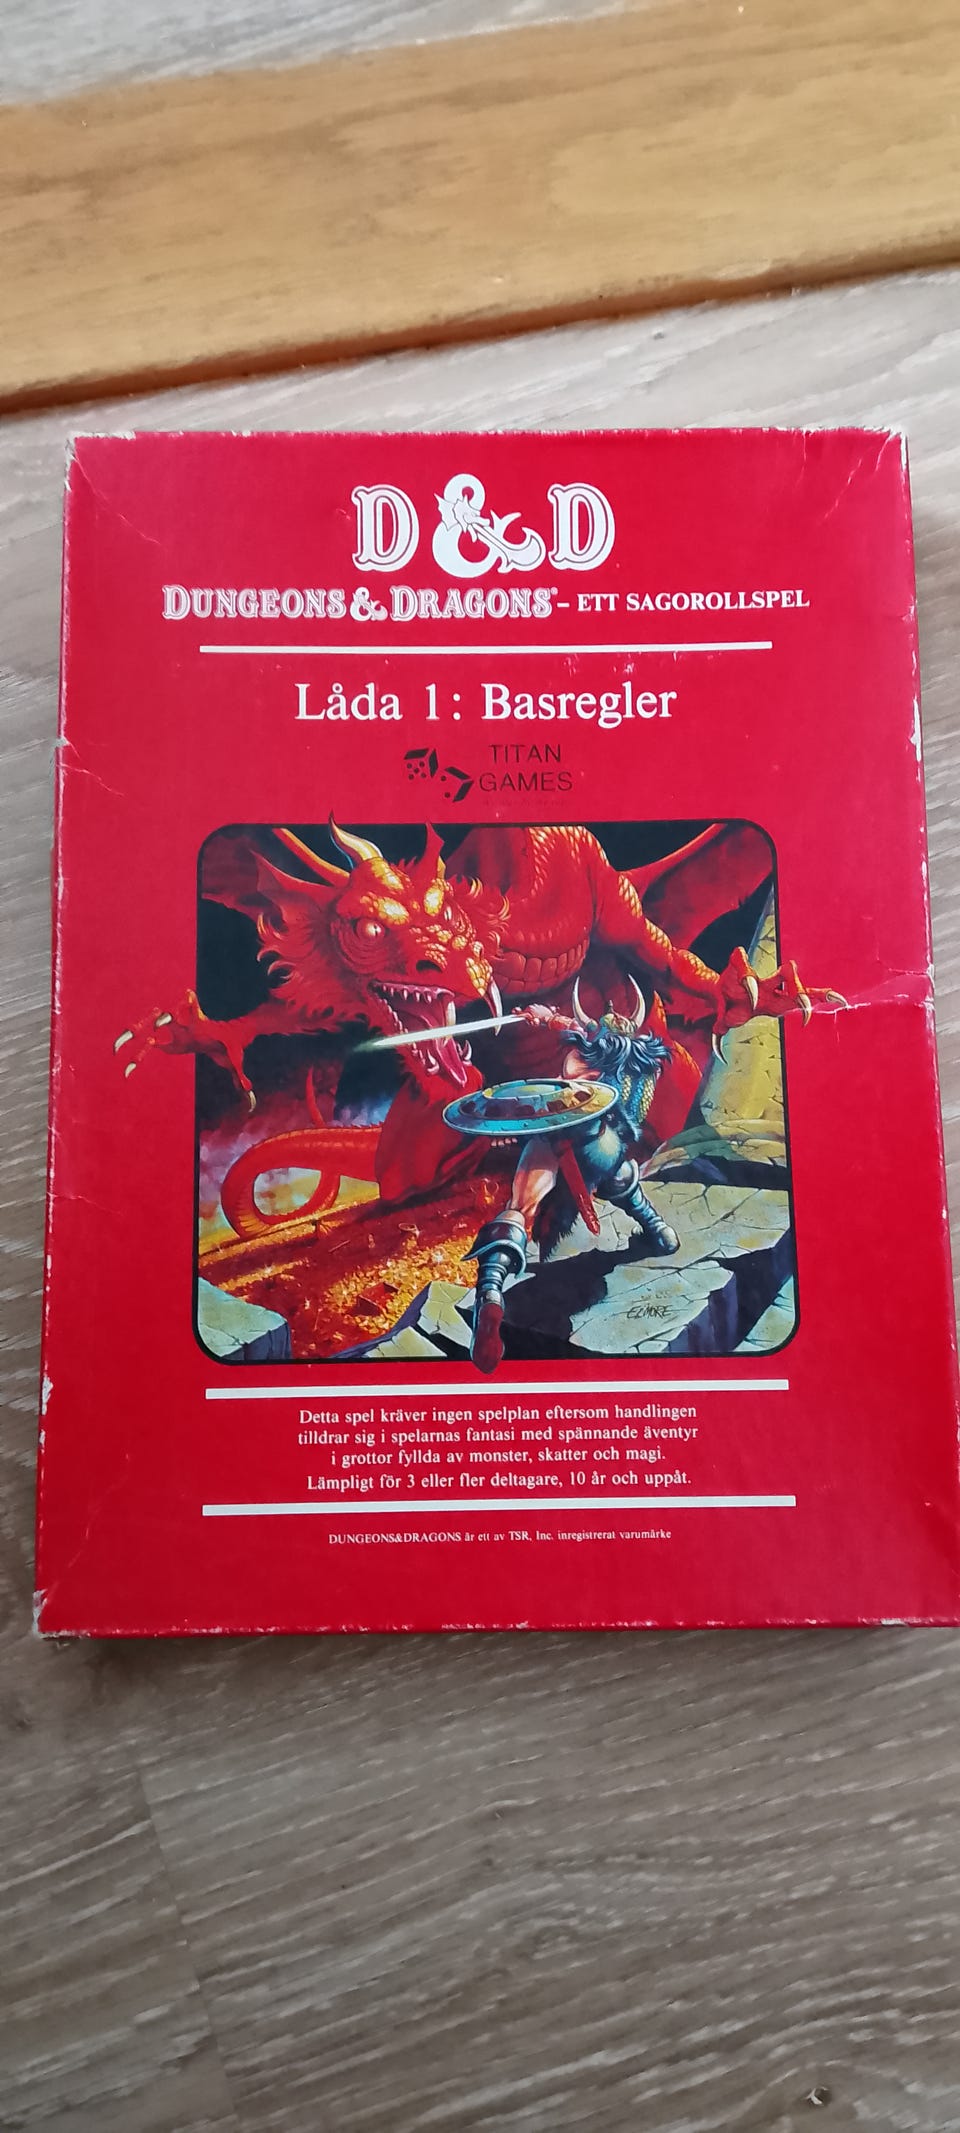 D&D
DUNGEONS & DRAGONS® – ETT SAGOROLLSPEL
Låda 1: Basregler
TITAN
GAMES
ELMORE
Detta spel kräver ingen spelplan eftersom handlingen
tilldrar sig i spelarnas fantasi med spännande äventyr
i grottor fyllda av monster, skatter och magi.
Lämpligt för 3 eller fler deltagare, 10 år och uppåt.
DUNGEONS&DRAGONS är ett av TSR, Inc. inregistrerat varumärke